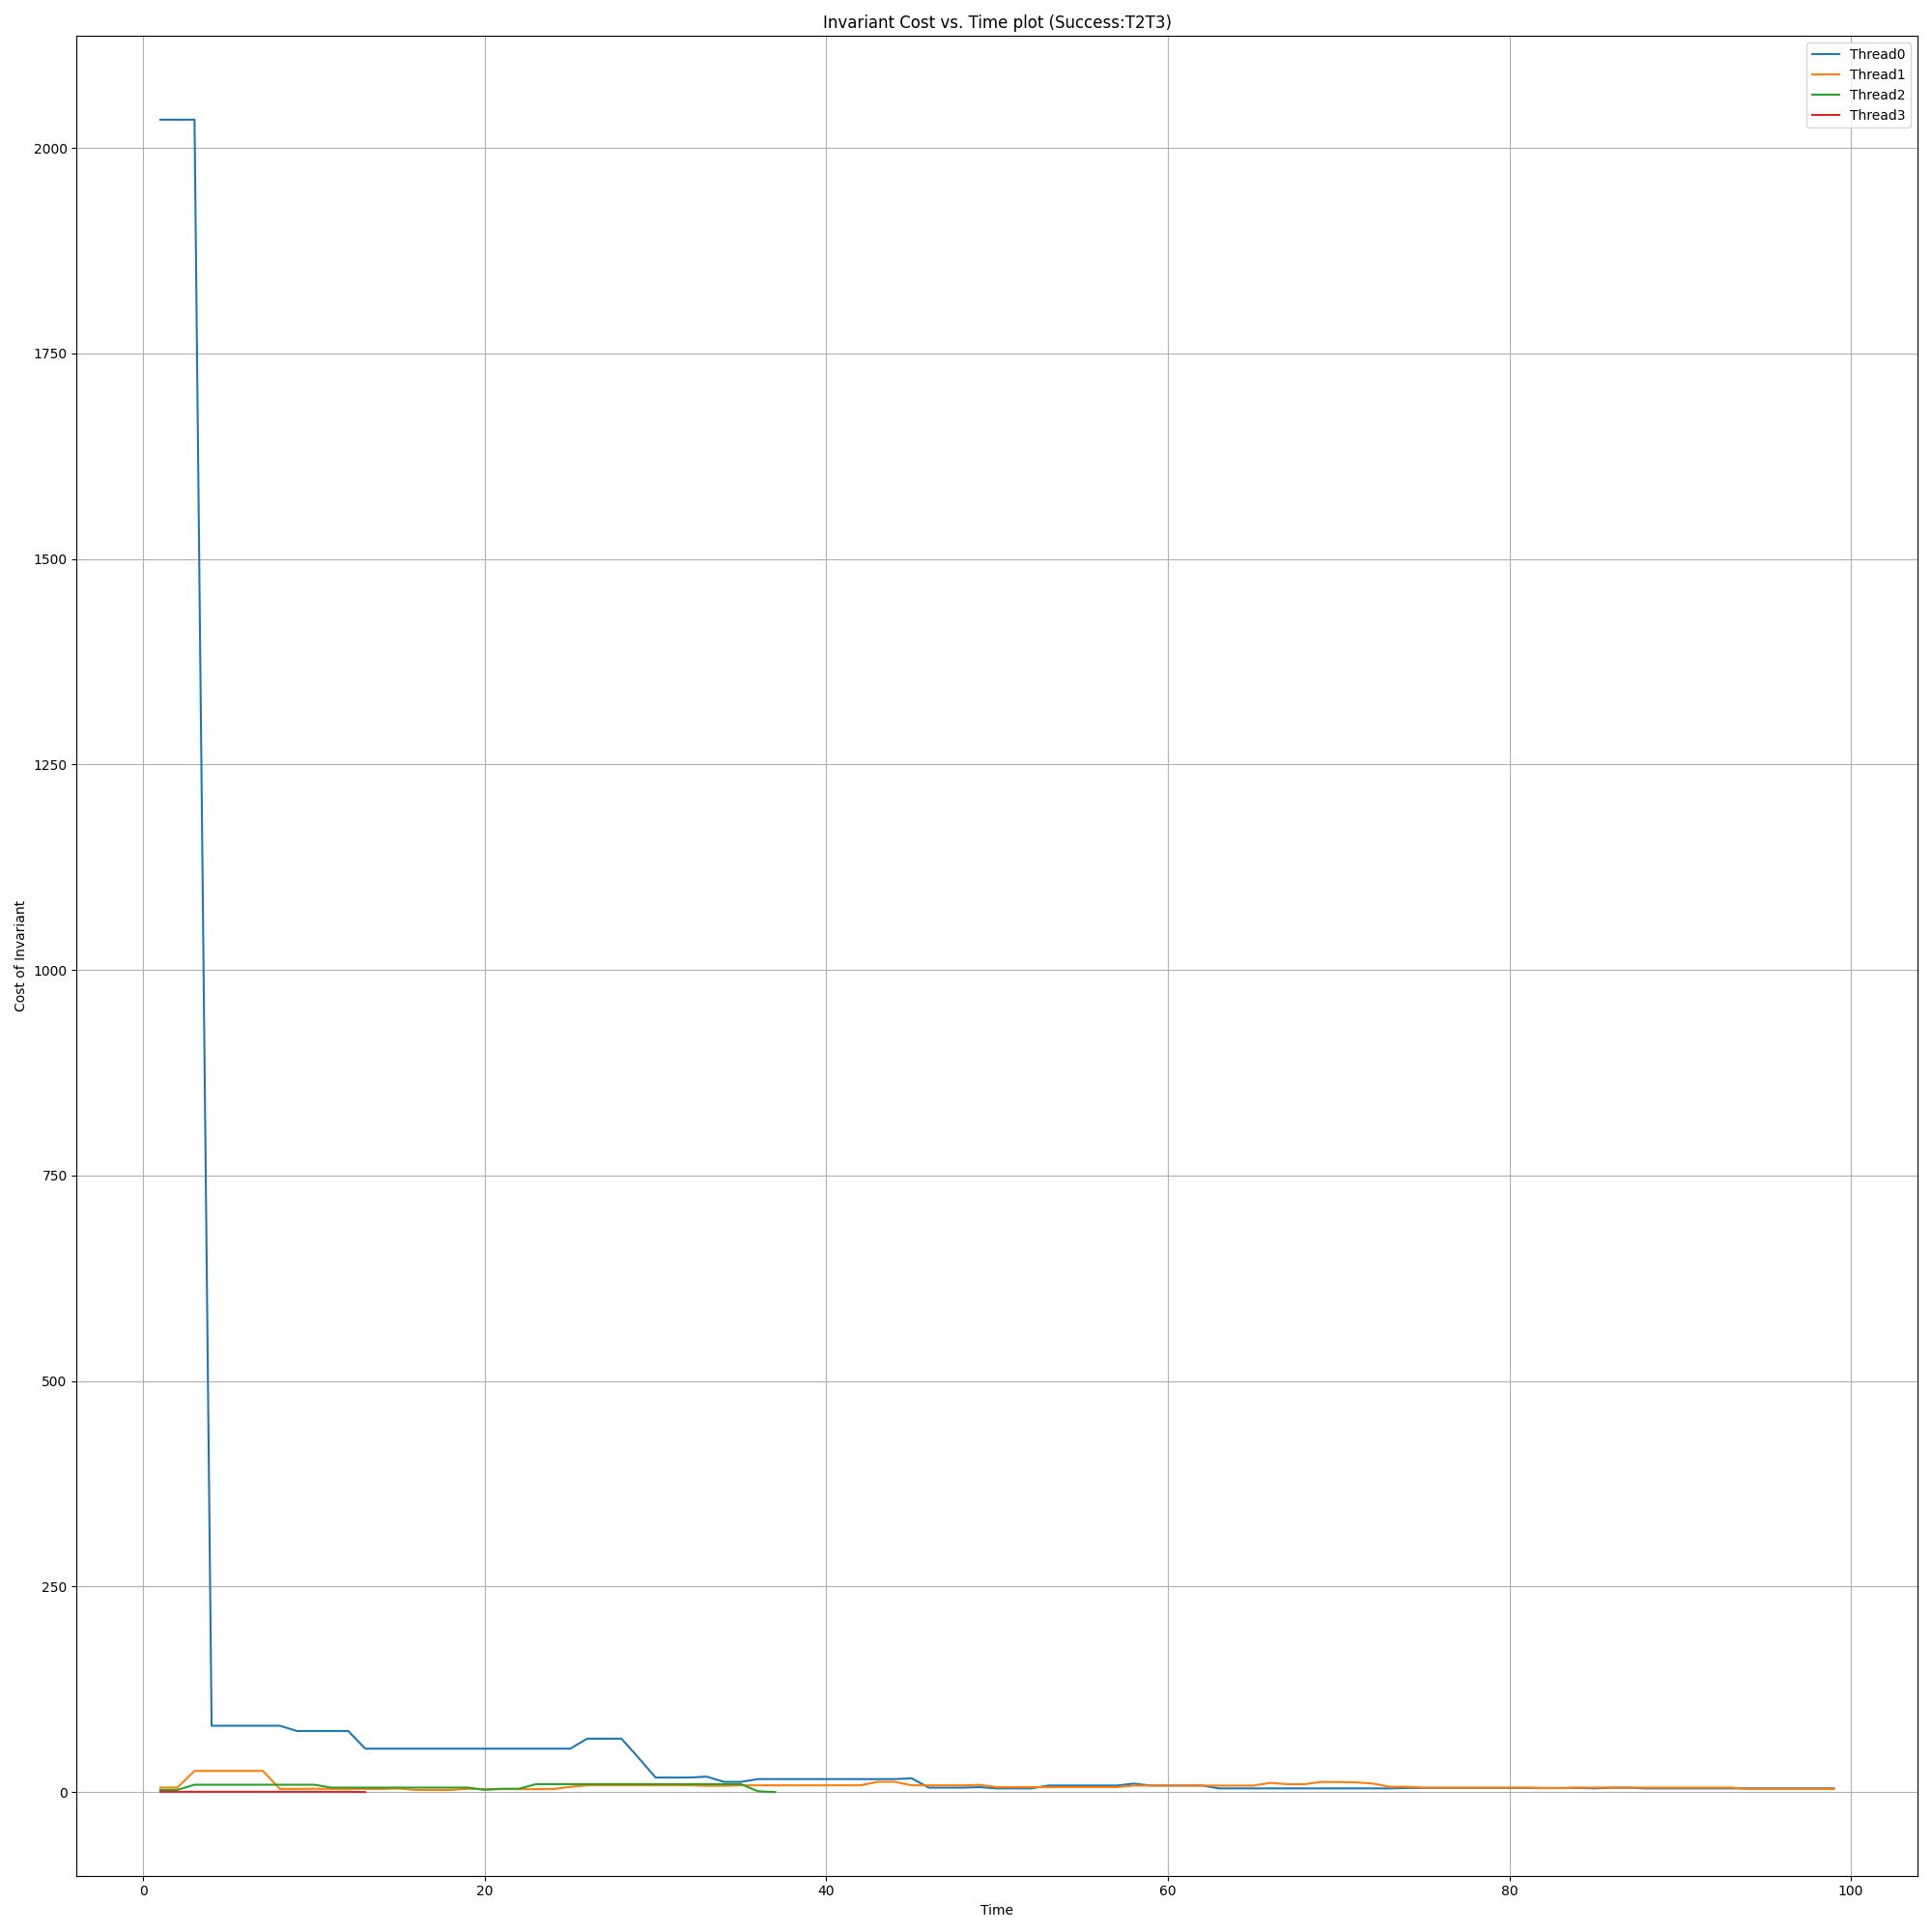 Invariant Cost vs. Time plot (Success:T2T3)
Thread0
Thread1
Thread2
Thread3
2000
1750
1500
1250
1000
750
500
250
0
Cost of Invariant
0
20
40
60
80
100
Time